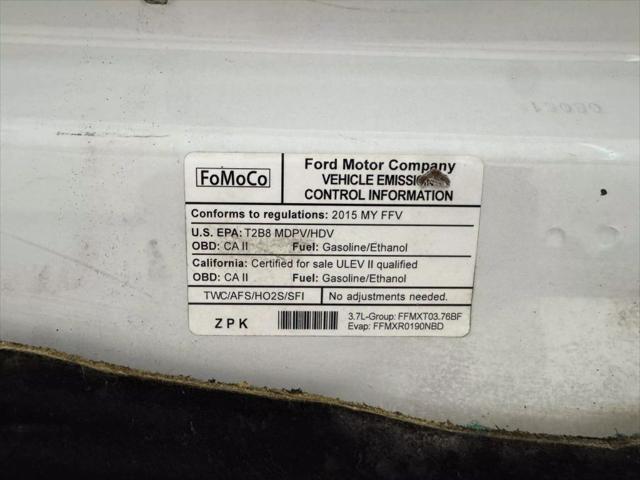 FoMoCo
Ford Motor Company
VEHICLE EMISSIONS
CONTROL INFORMATION
Conforms to regulations: 2015 MY FFV
U.S. EPA: T2B8 MDPV/HDV
OBD: CA II Fuel: Gasoline/Ethanol
California: Certified for sale ULEV II qualified
OBD: CA II Fuel: Gasoline/Ethanol
TWC/AFS/HO2S/SFI No adjustments needed.
ZPK
3.7L-Group: FFMXT03.76BF
Evap: FFMXR0190NBD